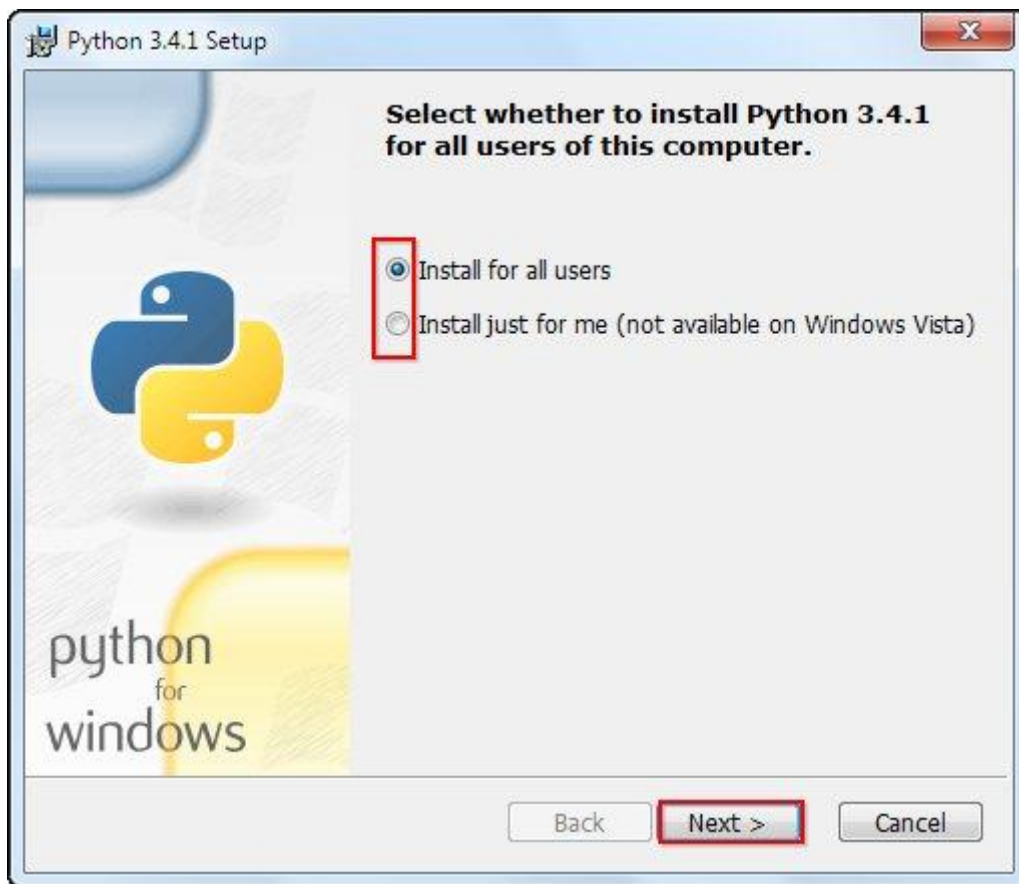 Python 3.4.1 Setup
Select whether to install Python 3.4.1
for all users of this computer.
Install for all users
Install just for me (not available on Windows Vista)
python
for
windows
Back
Next >
Cancel